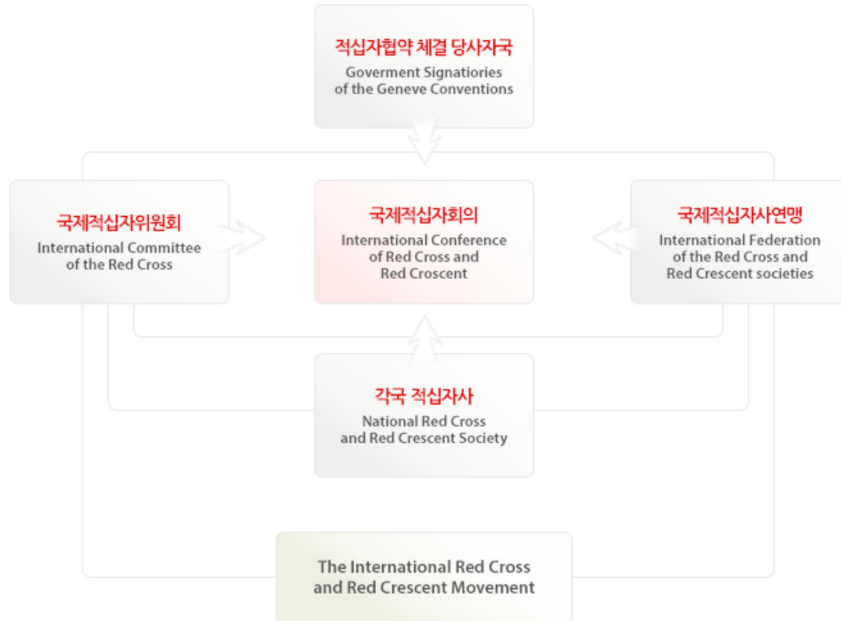 적십자협약 체결 당사자국
Goverment Signatiories
of the Geneve Conventions
국제적십자위원회
International Committee
of the Red Cross
국제적십자회의
International Conference
of Red Cross and
Red Croscent
국제적십자사연맹
International Federation
of the Red Cross and
Red Crescent societies
각국 적십자사
National Red Cross
and Red Crescent Society
The International Red Cross
and Red Crescent Movement